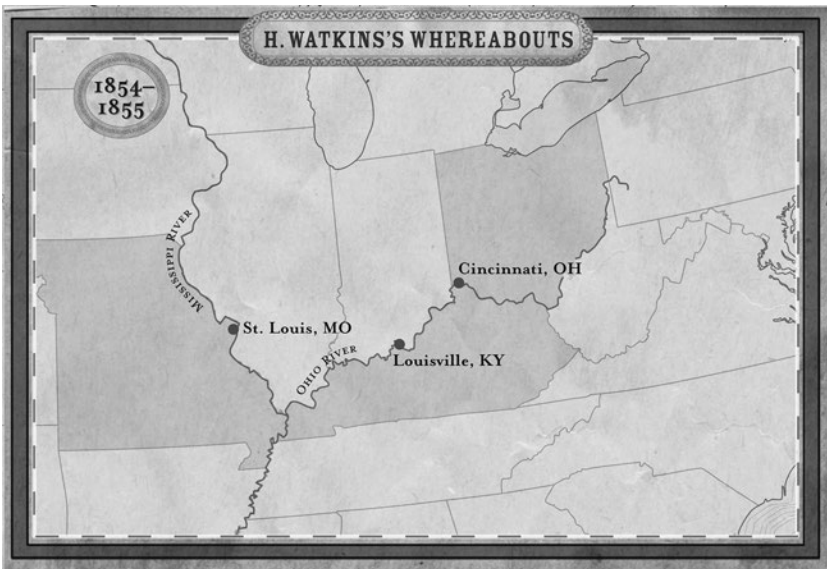 H. WATKINS'S WHEREABOUTS
1854–
1855
MISSISSIPPI RIVER
Cincinnati, OH
St. Louis, MO
OHIO RIVER
Louisville, KY